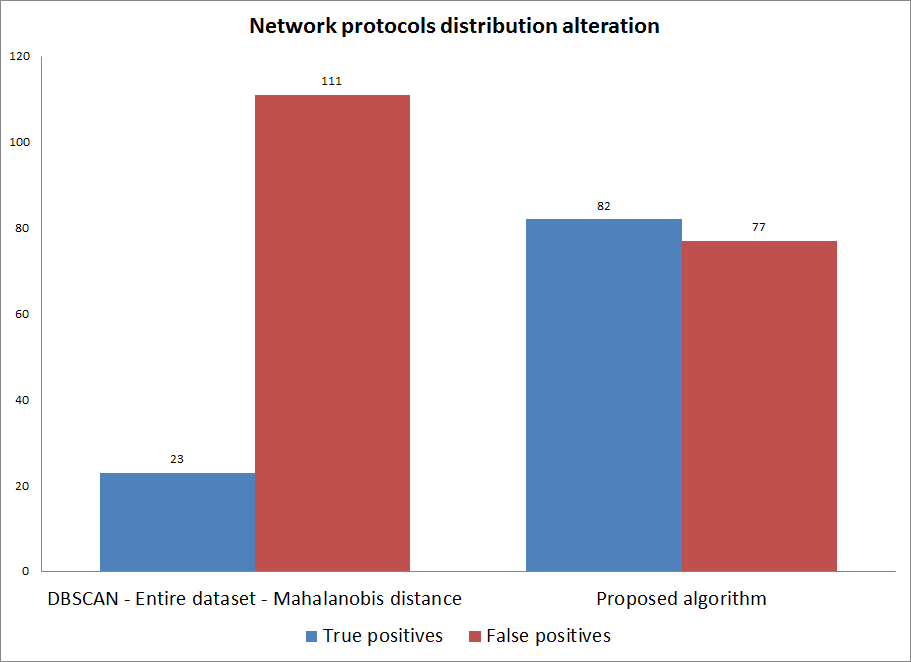 Network protocols distribution alteration
120
100
80
60
40
20
0
111
23
82
77
DBSCAN - Entire dataset - Mahalanobis distance
Proposed algorithm
True positives
False positives